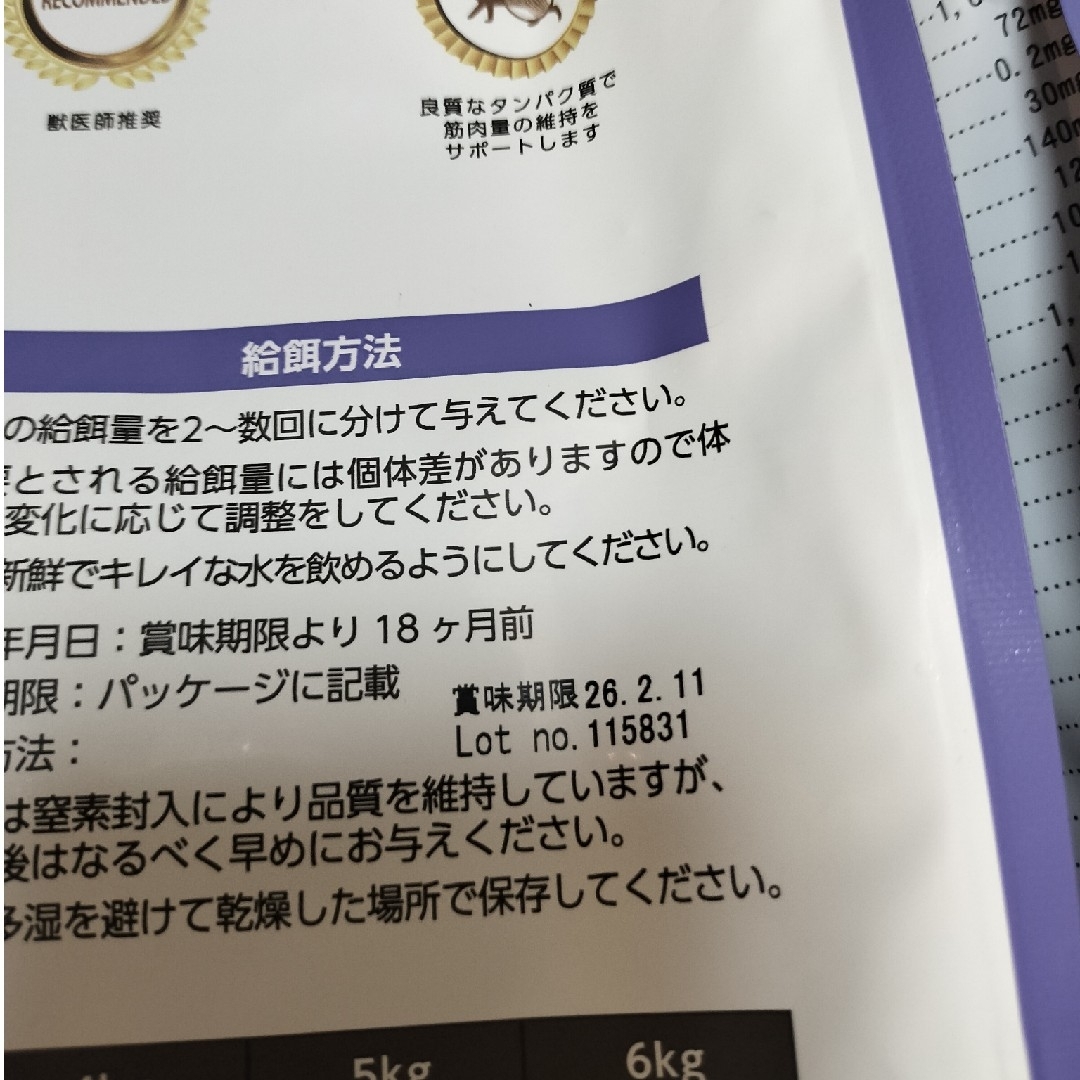 RECOMMENDED
獣医師推奨
良質なタンパク質で
筋肉量の維持を
サポートします
72mg
0.2mg
30mg
給餌方法
の給餌量を2〜数回に分けて与えてください。
要とされる給餌量には個体差がありますので体
変化に応じて調整をしてください。
新鮮でキレイな水を飲めるようにしてください。
年月日：賞味期限より 18 ヶ月前
期限：パッケージに記載
賞味期限26.2.11
Lot no.115831
方法：
は窒素封入により品質を維持していますが、
後はなるべく早めにお与えください。
多湿を避けて乾燥した場所で保存してください。
5kg
6kg